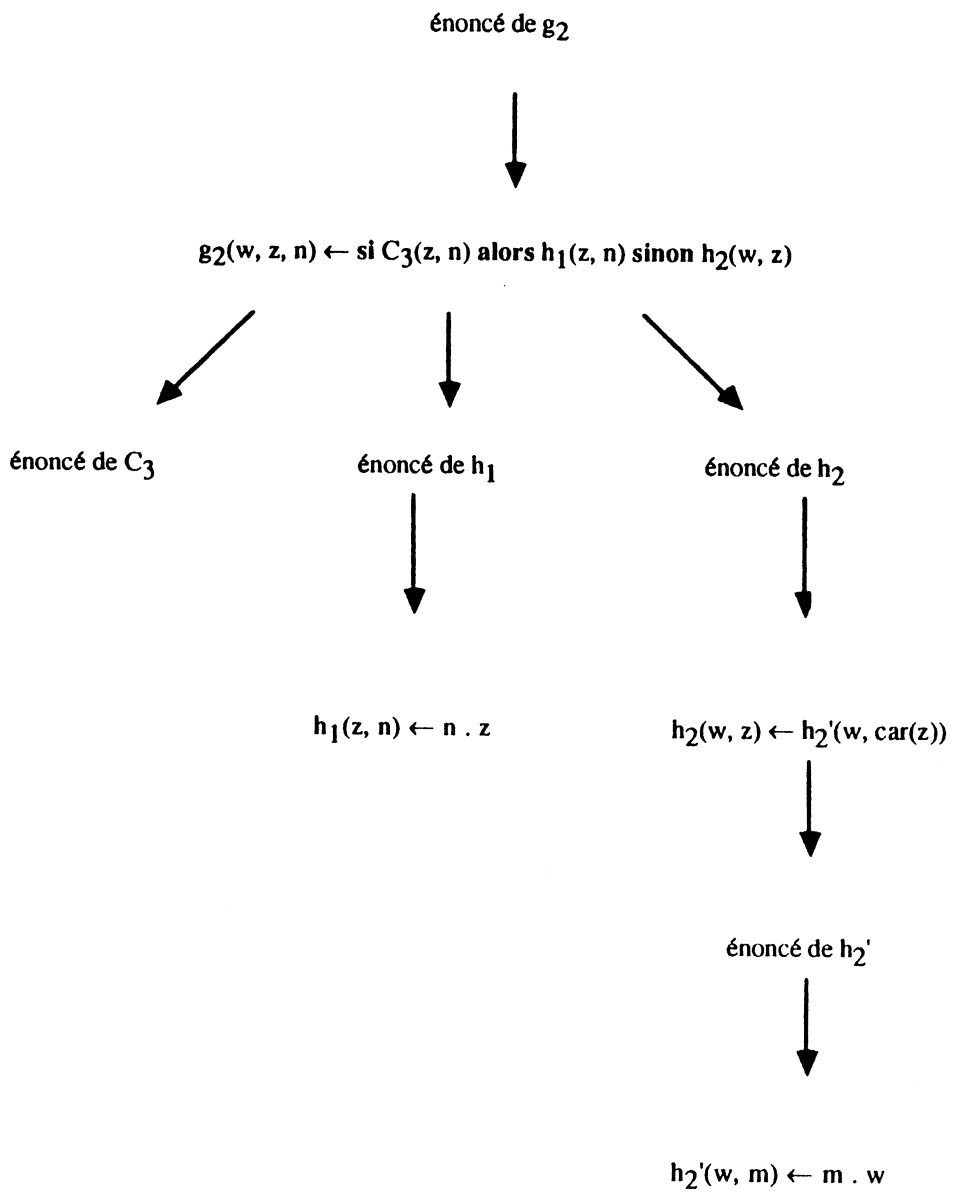 énoncé de g₂
g₂(w, z, n) ← si C₃(z, n) alors h₁(z, n) sinon h₂(w, z)
énoncé de C₃
énoncé de h₁
énoncé de h₂
h₁(z, n) ← n . z
h₂(w, z) ← h₂'(w, car(z))
énoncé de h₂'
h₂'(w, m) ← m . w